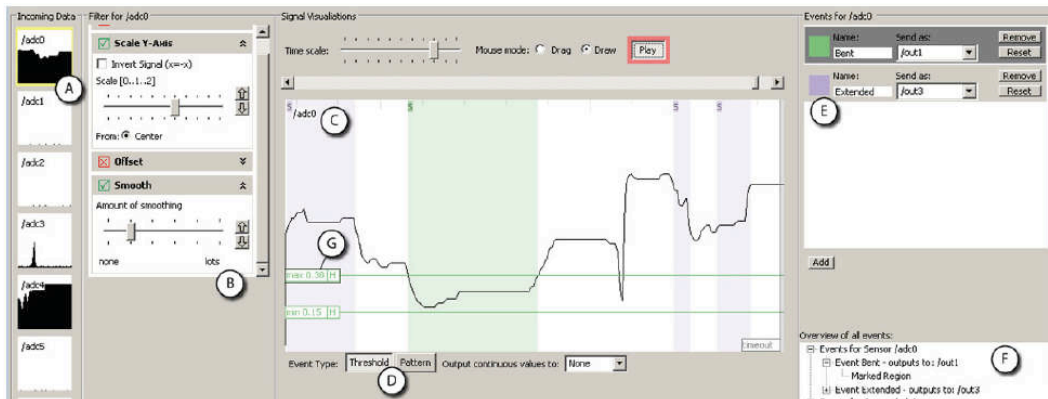 Incoming Data
/adc0
A
/adc1
/adc2
/adc3
/adc4
/adc5
Filter for /adc0
Scale Y-Axis
Invert Signal (x=-x)
Scale [0..1..2]
From: Center
Offset
Smooth
Amount of smoothing
none lots
B
Signal Visualiations
Time scale:
Mouse mode: Drag Draw
Play
S S S S
/adc0
C
G
max 0.38 H
min 0.15 H
timeout
Event Type: Threshold Pattern Output continuous values to: None
D
Events for /adc0
Name: Send as: Remove
Bent /out1 Reset
Name: Send as: Remove
Extended /out3 Reset
E
Add
Overview of all events:
Events for Sensor /adc0
F
Event Bent - outputs to: /out1
Marked Region
Event Extended - outputs to: /out3